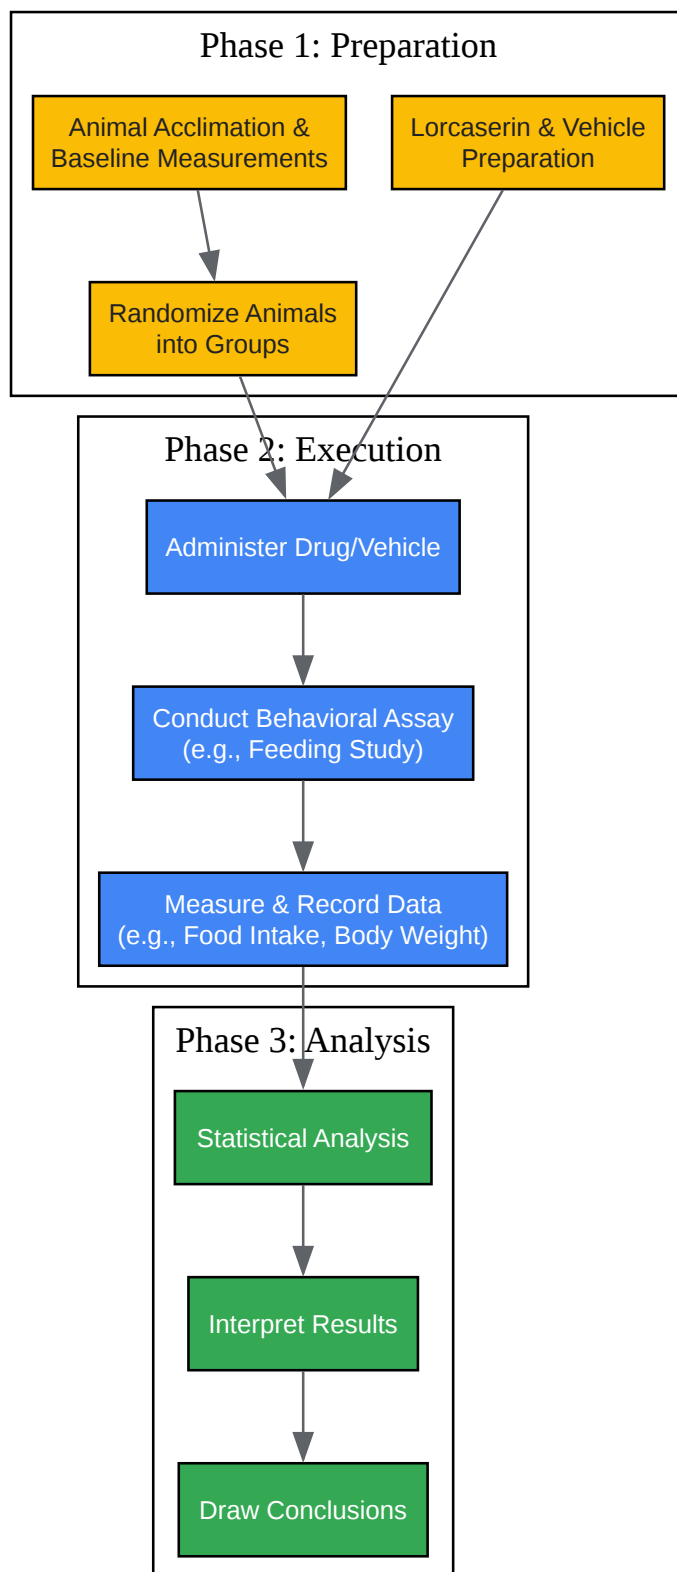 Phase 1: Preparation
Animal Acclimation &
Baseline Measurements
Lorcaserin & Vehicle
Preparation
Randomize Animals
into Groups
Phase 2: Execution
Administer Drug/Vehicle
Conduct Behavioral Assay
(e.g., Feeding Study)
Measure & Record Data
(e.g., Food Intake, Body Weight)
Phase 3: Analysis
Statistical Analysis
Interpret Results
Draw Conclusions